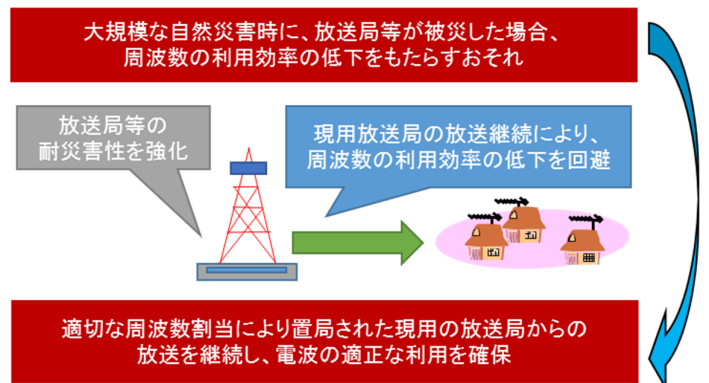 大規模な自然災害時に、放送局等が被災した場合、
周波数の利用効率の低下をもたらすおそれ
放送局等の
耐災害性を強化
現用放送局の放送継続により、
周波数の利用効率の低下を回避
適切な周波数割当により置局された現用の放送局からの
放送を継続し、電波の適正な利用を確保